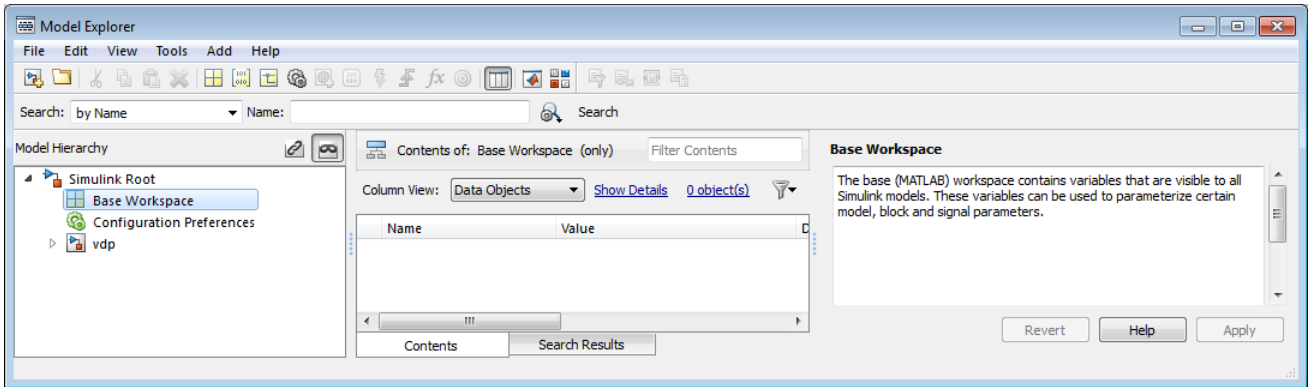 Model Explorer
File Edit View Tools Add Help
fx
Search: by Name Name: Search
Model Hierarchy
Simulink Root
Base Workspace
Configuration Preferences
vdp
Contents of: Base Workspace (only) Filter Contents
Column View: Data Objects Show Details 0 object(s)
Name Value D
Contents Search Results
Base Workspace
The base (MATLAB) workspace contains variables that are visible to all
Simulink models. These variables can be used to parameterize certain
model, block and signal parameters.
Revert Help Apply